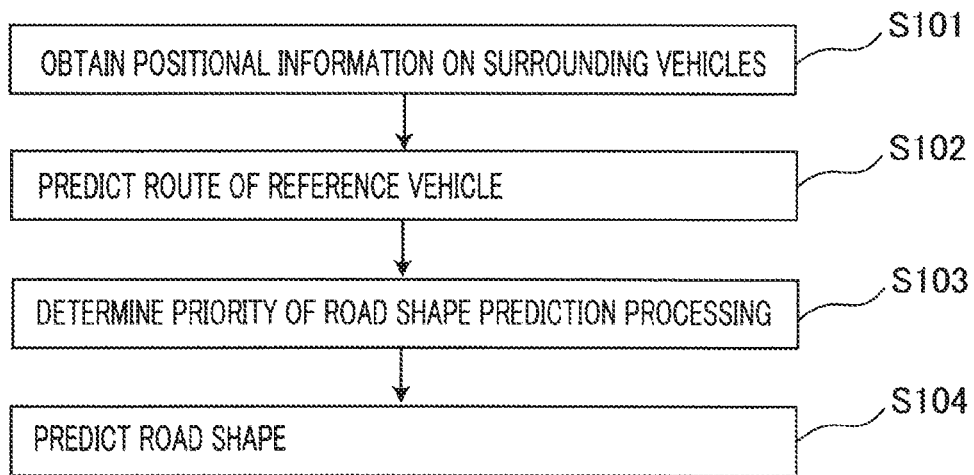 S101
OBTAIN POSITIONAL INFORMATION ON SURROUNDING VEHICLES
S102
PREDICT ROUTE OF REFERENCE VEHICLE
S103
DETERMINE PRIORITY OF ROAD SHAPE PREDICTION PROCESSING
S104
PREDICT ROAD SHAPE